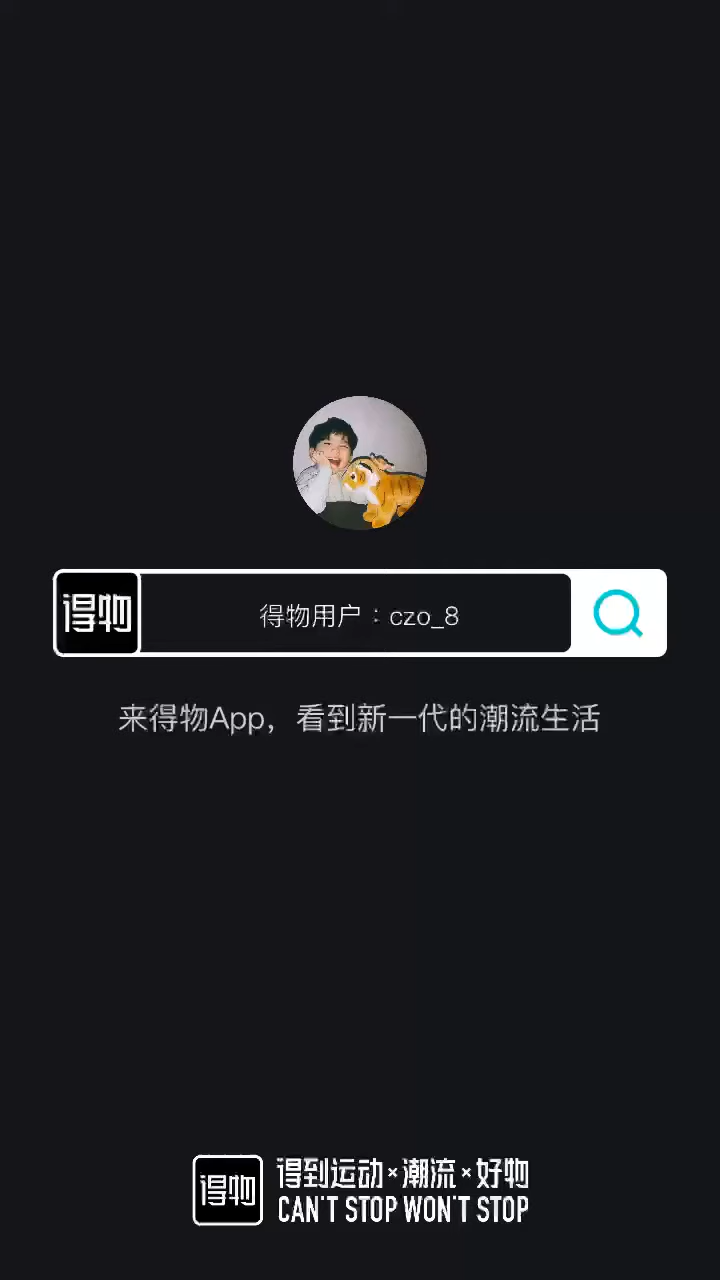 得物
得物用户：czo_8
来得物App，看到新一代的潮流生活
得物
得到运动×潮流×好物
CAN'T STOP WON'T STOP